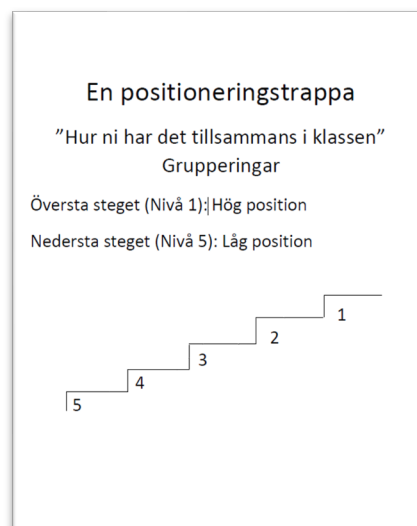 En positioneringstrappa
”Hur ni har det tillsammans i klassen”
Grupperingar
Översta steget (Nivå 1): Hög position
Nedersta steget (Nivå 5): Låg position
1
2
3
4
5